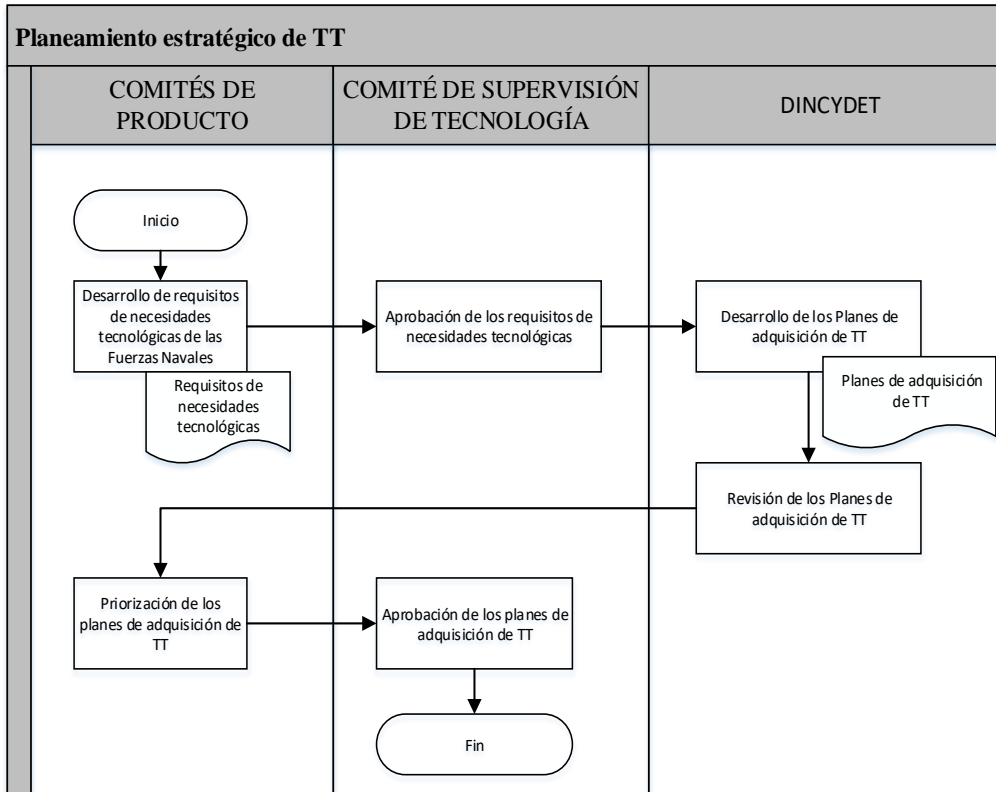 Planeamiento estratégico de TT
COMITÉS DE
PRODUCTO
COMITÉ DE SUPERVISIÓN
DE TECNOLOGÍA
DINCYDET
Inicio
Desarrollo de requisitos
de necesidades
tecnológicas de las
Fuerzas Navales
Requisitos de
necesidades
tecnológicas
Aprobación de los requisitos de
necesidades tecnológicas
Desarrollo de los Planes de
adquisición de TT
Planes de adquisición
de TT
Revisión de los Planes de
adquisición de TT
Priorización de los
planes de adquisición de
TT
Aprobación de los planes de
adquisición de TT
Fin